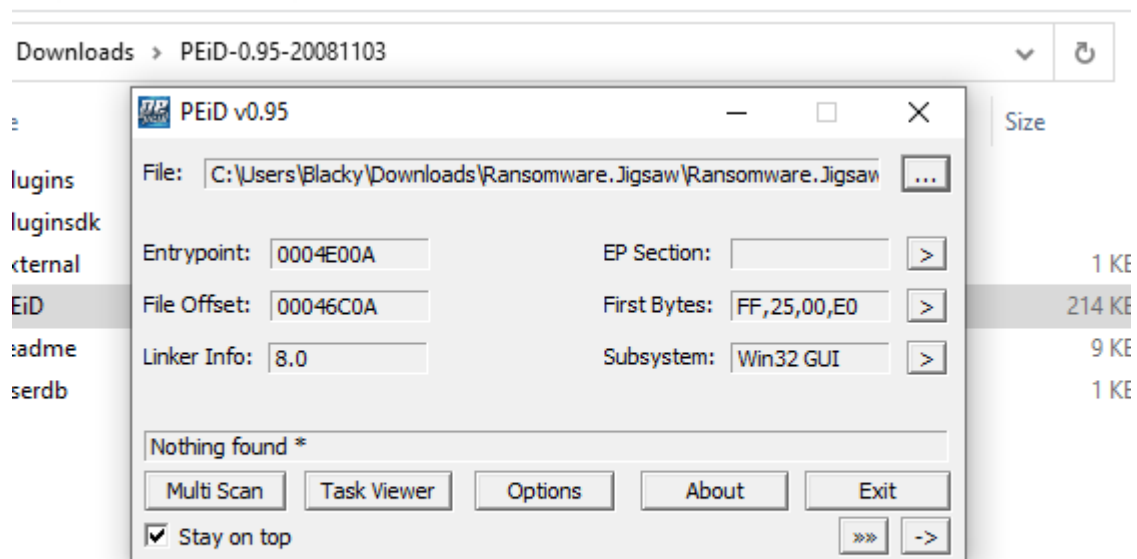 Downloads > PEiD-0.95-20081103
PEiD v0.95
Size
File: C:\Users\Blacky\Downloads\Ransomware.Jigsaw\Ransomware.Jigsaw ...
lugins
luginsdk
Entrypoint: 0004E00A EP Section: >
xternal 1 KE
File Offset: 00046C0A First Bytes: FF,25,00,E0 >
EiD 214 KE
eadme 9 KE
Linker Info: 8.0 Subsystem: Win32 GUI >
serdb 1 KE
Nothing found *
Multi Scan Task Viewer Options About Exit
Stay on top »» ->